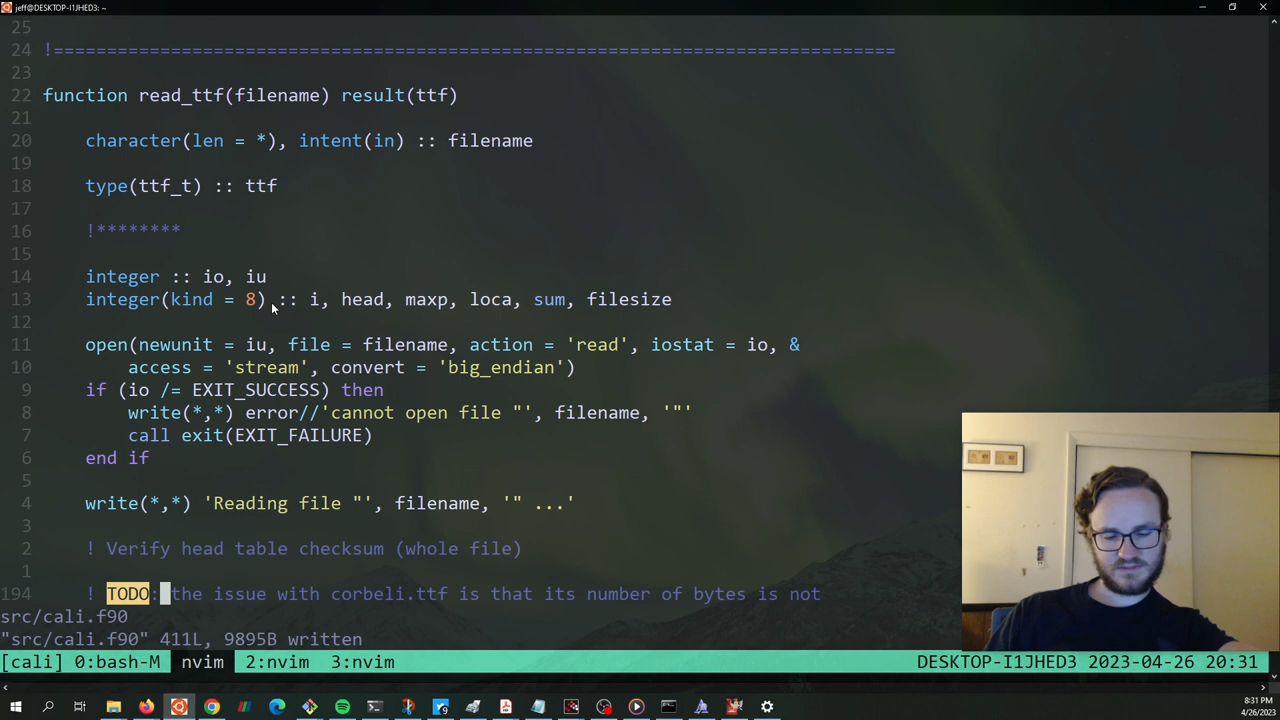 jeff@DESKTOP-I1JHED3: ~
25
24 !===============================================================================
23
22 function read_ttf(filename) result(ttf)
21
20 character(len = *), intent(in) :: filename
19
18 type(ttf_t) :: ttf
17
16 !********
15
14 integer :: io, iu
13 integer(kind = 8) :: i, head, maxp, loca, sum, filesize
12
11 open(newunit = iu, file = filename, action = 'read', iostat = io, &
10 access = 'stream', convert = 'big_endian')
9 if (io /= EXIT_SUCCESS) then
8 write(*,*) error//'cannot open file "', filename, '"'
7 call exit(EXIT_FAILURE)
6 end if
5
4 write(*,*) 'Reading file "', filename, '" ...'
3
2 ! Verify head table checksum (whole file)
1
194 ! TODO: the issue with corbeli.ttf is that its number of bytes is not
src/cali.f90
"src/cali.f90" 411L, 9895B written
[cali] 0:bash-M nvim 2:nvim 3:nvim DESKTOP-I1JHED3 2023-04-26 20:31
8:31 PM
4/26/2023